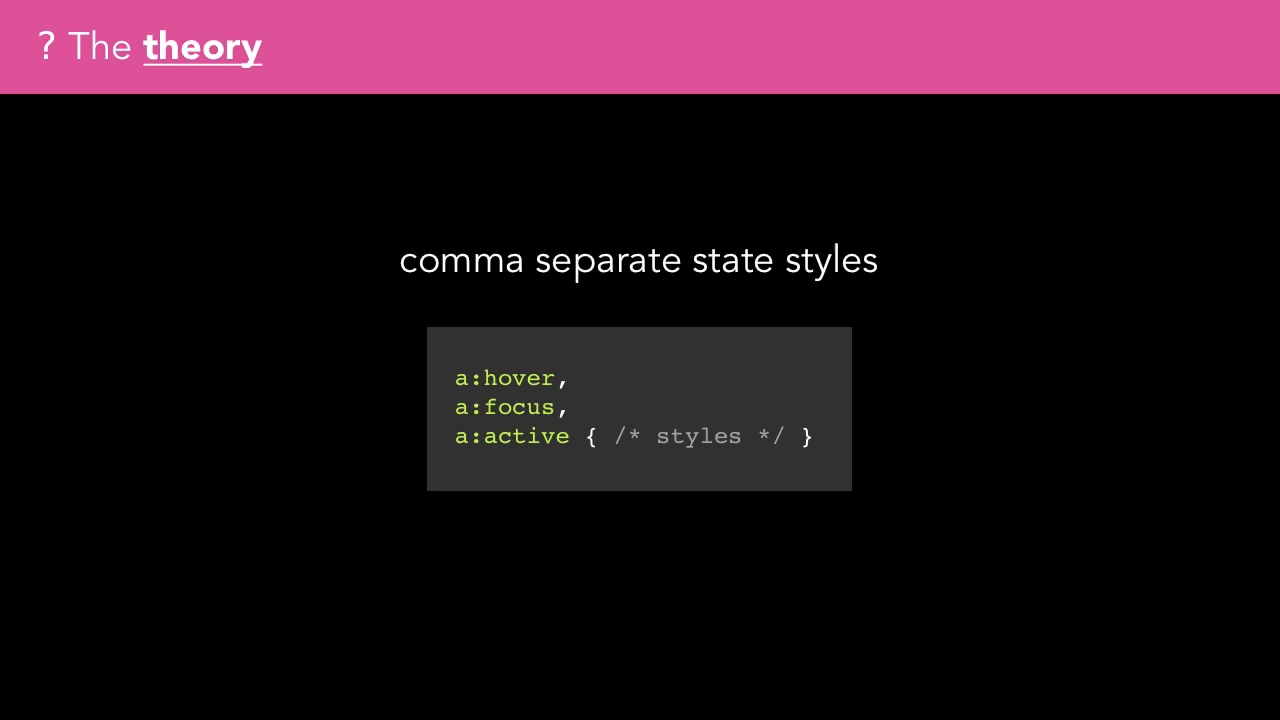 ? The theory
comma separate state styles
a:hover,
a:focus,
a:active { /* styles */ }